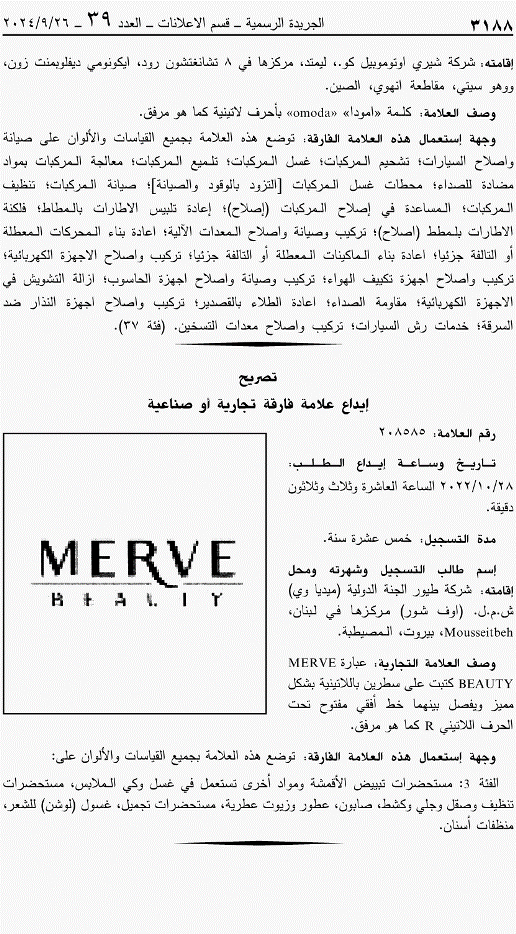 ٣١٨٨ الجريدة الرسمية ــ قسم الاعلانات ــ العدد ٣٩ ــ ٢٠٢٤/٩/٢٦
إقامته: شركة شيري اوتوموبيل كو.، ليمتد، مركزها في ٨ تشانغتشون رود، ايكونومي ديفلوبمنت زون،
ووهو سيتي، مقاطعة انهوي، الصين.
وصف العلامة: كلمة «امودا» «omoda» بأحرف لاتينية كما هو مرفق.
وجهة إستعمال هذه العلامة الفارقة: توضع هذه العلامة بجميع القياسات والألوان على صيانة
واصلاح السيارات؛ تشحيم المركبات؛ غسل المركبات؛ تلميع المركبات؛ معالجة المركبات بمواد
مضادة للصداء؛ محطات غسل المركبات [التزود بالوقود والصيانة]؛ صيانة المركبات؛ تنظيف
المركبات؛ المساعدة في إصلاح المركبات (إصلاح)؛ إعادة تلبيس الاطارات بالمطاط؛ فلكنة
الاطارات بلمطط (اصلاح)؛ تركيب وصيانة واصلاح المعدات الآلية؛ اعادة بناء المحركات المعطلة
أو التالفة جزئيا؛ اعادة بناء الماكينات المعطلة أو التالفة جزئيا؛ تركيب واصلاح الاجهزة الكهربائية؛
تركيب واصلاح اجهزة تكييف الهواء؛ تركيب وصيانة واصلاح اجهزة الحاسوب؛ ازالة التشويش في
الاجهزة الكهربائية؛ مقاومة الصداء؛ اعادة الطلاء بالقصدير؛ تركيب واصلاح اجهزة النذار ضد
السرقة؛ خدمات رش السيارات؛ تركيب واصلاح معدات التسخين. (فئة ٣٧).
تصريح
إيداع علامة فارقة تجارية أو صناعية
رقم العلامة: ٢٠٨٥٨٥
تاريخ وساعة إيداع الطلب:
٢٠٢٢/١٠/٢٨ الساعة العاشرة وثلاث وثلاثون
دقيقة.
مدة التسجيل: خمس عشرة سنة.
إسم طالب التسجيل وشهرته ومحل
إقامته: شركة طيور الجنة الدولية (ميديا وي)
ش.م.ل. (اوف شور) مركزها في لبنان،
Mousseitbeh، بيروت، المصيطبة.
وصف العلامة التجارية: عبارة MERVE
BEAUTY كتبت على سطرين باللاتينية بشكل
مميز ويفصل بينهما خط أفقي مفتوح تحت
الحرف اللاتيني R كما هو مرفق.
MERVE
BEAUTY
وجهة إستعمال هذه العلامة الفارقة: توضع هذه العلامة بجميع القياسات والألوان على:
الفئة 3: مستحضرات تبييض الأقمشة ومواد أخرى تستعمل في غسل وكي الملابس، مستحضرات
تنظيف وصقل وجلي وكشط، صابون، عطور وزيوت عطرية، مستحضرات تجميل، غسول (لوشن) للشعر،
منظفات أسنان.